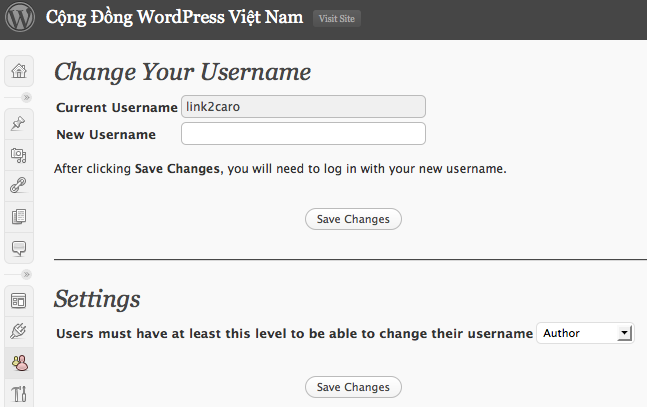 Cộng Đồng WordPress Việt Nam Visit Site
Change Your Username
Current Username link2caro
New Username
After clicking Save Changes, you will need to log in with your new username.
Save Changes
Settings
Users must have at least this level to be able to change their username Author
Save Changes